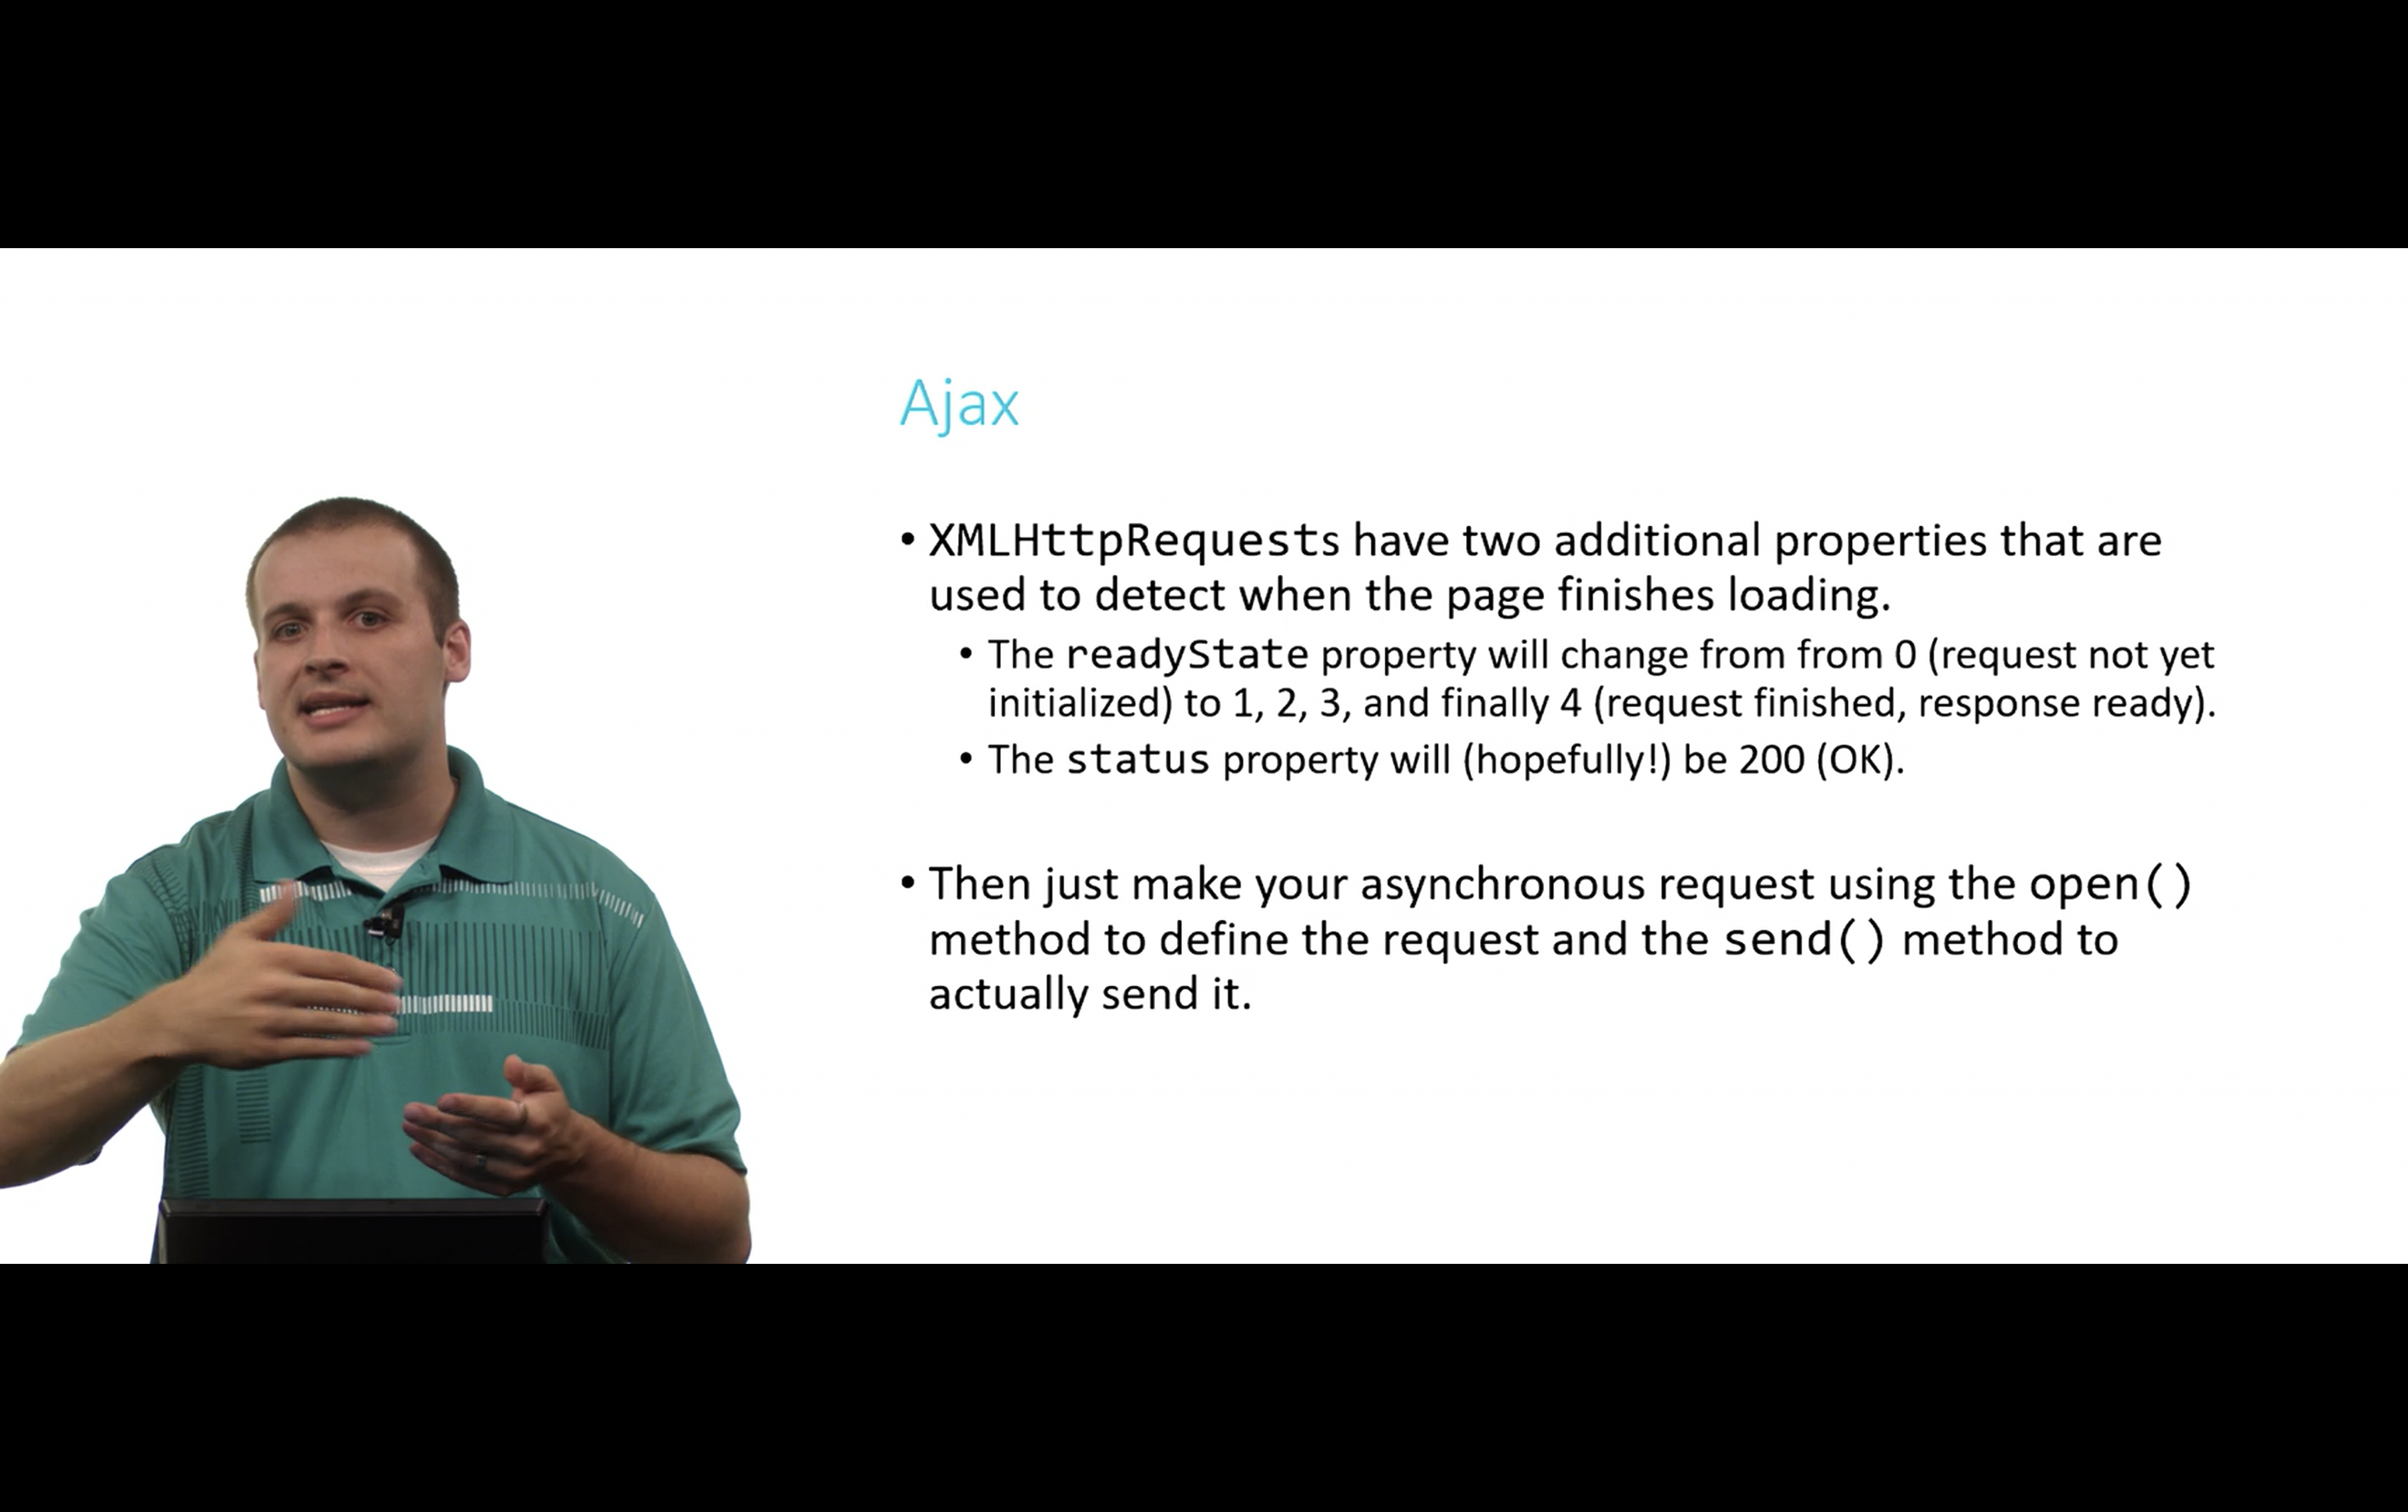 Ajax
• XMLHttpRequests have two additional properties that are
used to detect when the page finishes loading.
• The readyState property will change from from 0 (request not yet
initialized) to 1, 2, 3, and finally 4 (request finished, response ready).
• The status property will (hopefully!) be 200 (OK).
• Then just make your asynchronous request using the open()
method to define the request and the send() method to
actually send it.